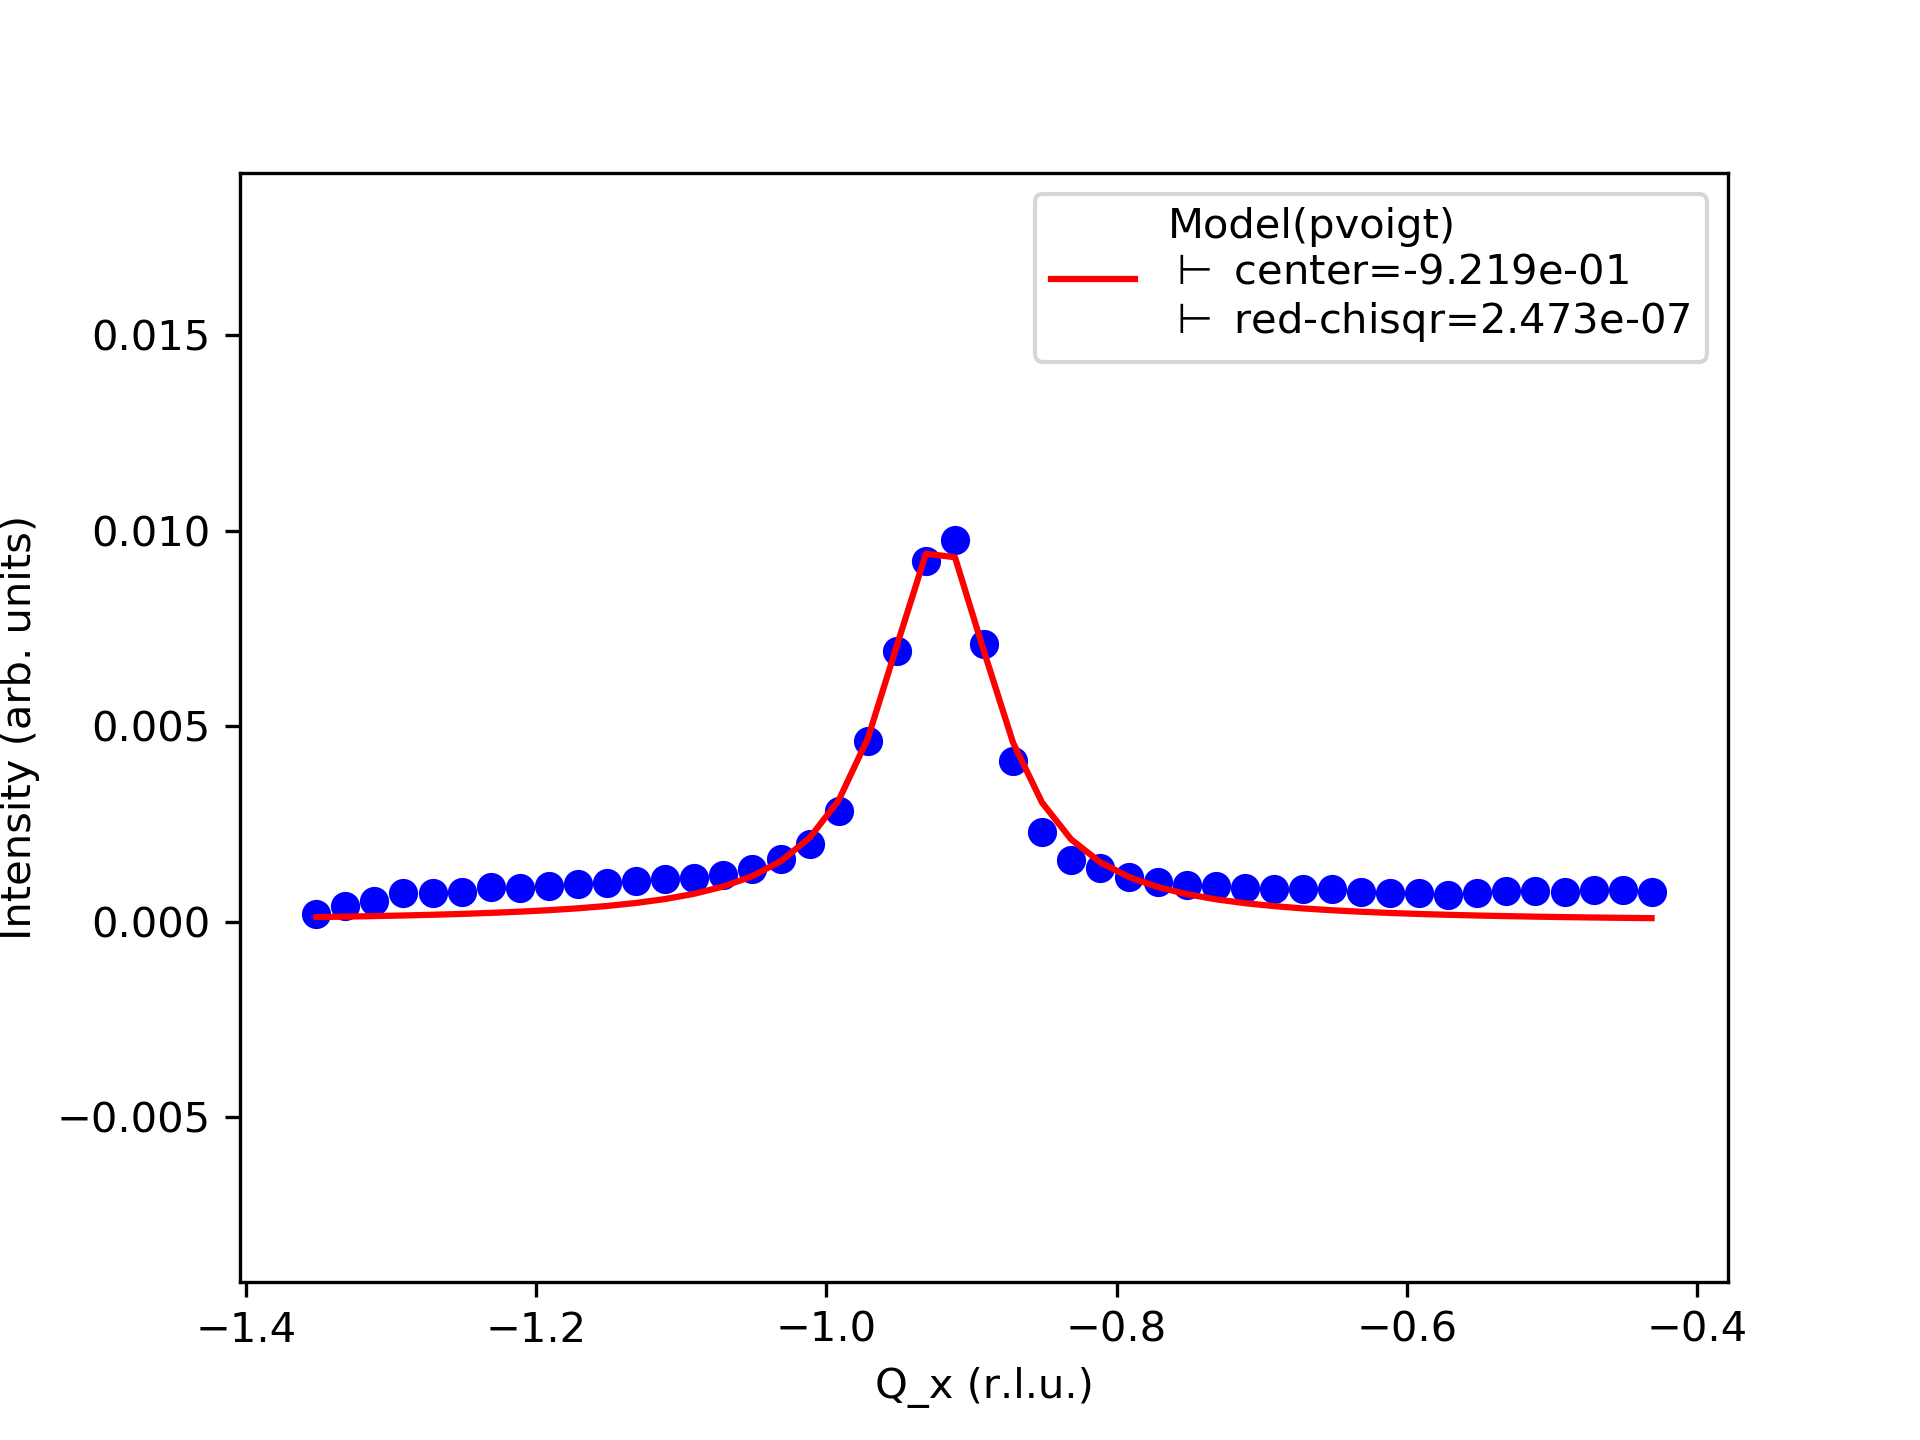 Model(pvoigt)
⊢ center=-9.219e-01
⊢ red-chisqr=2.473e-07
0.015
0.010
0.005
0.000
−0.005
Intensity (arb. units)
−1.4 −1.2 −1.0 −0.8 −0.6 −0.4
Q_x (r.l.u.)